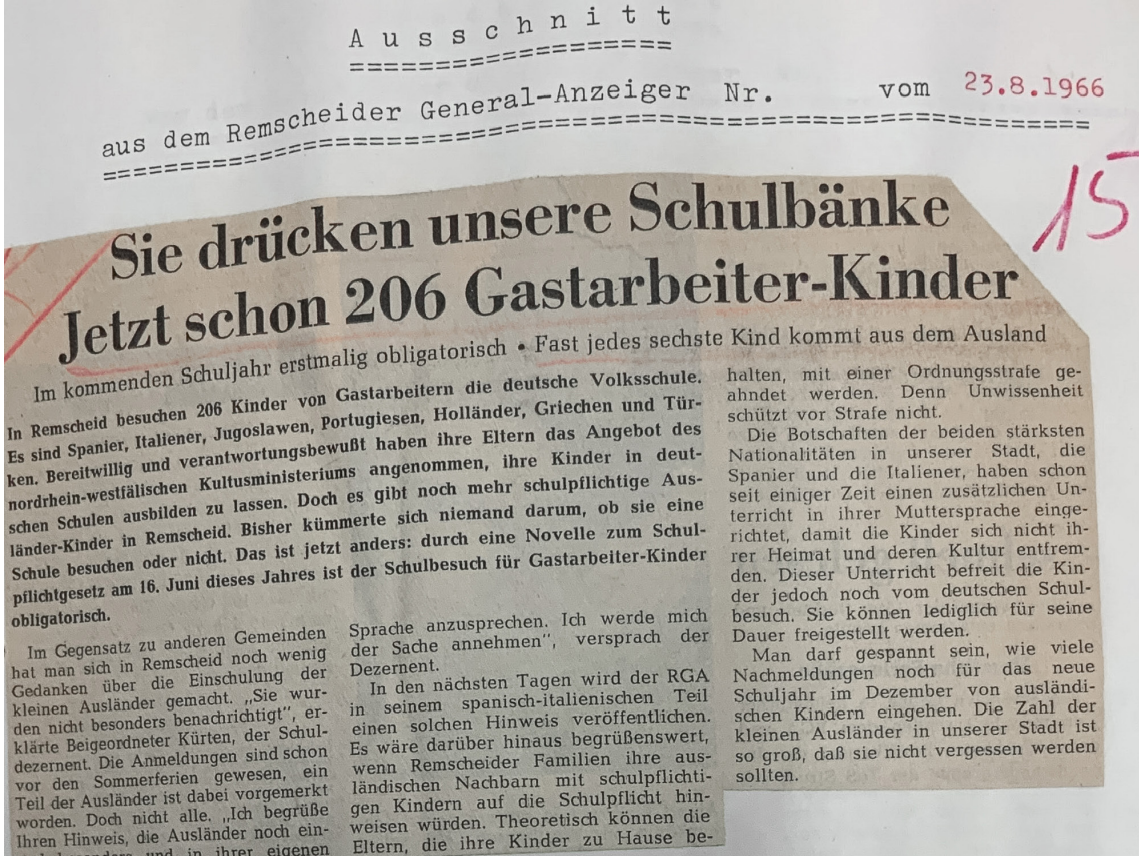 A u s s c h n i t t
===================
aus dem Remscheider General-Anzeiger Nr. vom 23.8.1966
15
Sie drücken unsere Schulbänke
Jetzt schon 206 Gastarbeiter-Kinder
Im kommenden Schuljahr erstmalig obligatorisch • Fast jedes sechste Kind kommt aus dem Ausland
In Remscheid besuchen 206 Kinder von Gastarbeitern die deutsche Volksschule.
Es sind Spanier, Italiener, Jugoslawen, Portugiesen, Holländer, Griechen und Tür-
ken. Bereitwillig und verantwortungsbewußt haben ihre Eltern das Angebot des
nordrhein-westfälischen Kultusministeriums angenommen, ihre Kinder in deut-
schen Schulen ausbilden zu lassen. Doch es gibt noch mehr schulpflichtige Aus-
länder-Kinder in Remscheid. Bisher kümmerte sich niemand darum, ob sie eine
Schule besuchen oder nicht. Das ist jetzt anders: durch eine Novelle zum Schul-
pflichtgesetz am 16. Juni dieses Jahres ist der Schulbesuch für Gastarbeiter-Kinder
obligatorisch.
Im Gegensatz zu anderen Gemeinden
hat man sich in Remscheid noch wenig
Gedanken über die Einschulung der
kleinen Ausländer gemacht. „Sie wur-
den nicht besonders benachrichtigt", er-
klärte Beigeordneter Kürten, der Schul-
dezernent. Die Anmeldungen sind schon
vor den Sommerferien gewesen, ein
Teil der Ausländer ist dabei vorgemerkt
worden. Doch nicht alle. „Ich begrüße
Ihren Hinweis, die Ausländer noch ein-
und in ihrer eigenen
Sprache anzusprechen. Ich werde mich
der Sache annehmen", versprach der
Dezernent.
In den nächsten Tagen wird der RGA
in seinem spanisch-italienischen Teil
einen solchen Hinweis veröffentlichen.
Es wäre darüber hinaus begrüßenswert,
wenn Remscheider Familien ihre aus-
ländischen Nachbarn mit schulpflichti-
gen Kindern auf die Schulpflicht hin-
weisen würden. Theoretisch können die
Eltern, die ihre Kinder zu Hause be-
halten, mit einer Ordnungsstrafe ge-
ahndet werden. Denn Unwissenheit
schützt vor Strafe nicht.
Die Botschaften der beiden stärksten
Nationalitäten in unserer Stadt, die
Spanier und die Italiener, haben schon
seit einiger Zeit einen zusätzlichen Un-
terricht in ihrer Muttersprache einge-
richtet, damit die Kinder sich nicht ih-
rer Heimat und deren Kultur entfrem-
den. Dieser Unterricht befreit die Kin-
der jedoch noch vom deutschen Schul-
besuch. Sie können lediglich für seine
Dauer freigestellt werden.
Man darf gespannt sein, wie viele
Nachmeldungen noch für das neue
Schuljahr im Dezember von ausländi-
schen Kindern eingehen. Die Zahl der
kleinen Ausländer in unserer Stadt ist
so groß, daß sie nicht vergessen werden
sollten.